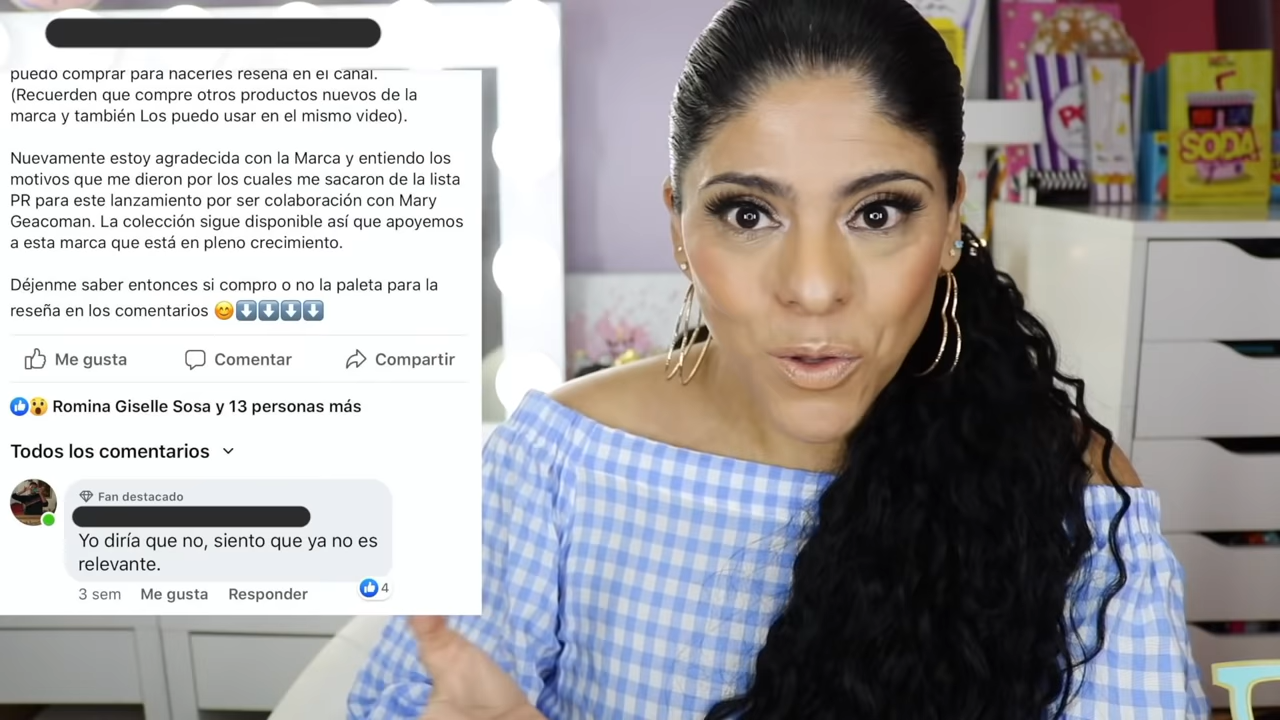 puedo comprar para hacerles reseña en el canal.
(Recuerden que compre otros productos nuevos de la
marca y también Los puedo usar en el mismo video).
Nuevamente estoy agradecida con la Marca y entiendo los
motivos que me dieron por los cuales me sacaron de la lista
PR para este lanzamiento por ser colaboración con Mary
Geacoman. La colección sigue disponible así que apoyemos
a esta marca que está en pleno crecimiento.
Déjenme saber entonces si compro o no la paleta para la
reseña en los comentarios 😊⬇️⬇️⬇️⬇️
Me gusta Comentar Compartir
Romina Giselle Sosa y 13 personas más
Todos los comentarios
Fan destacado
Yo diría que no, siento que ya no es
relevante.
3 sem Me gusta Responder 4
SODA